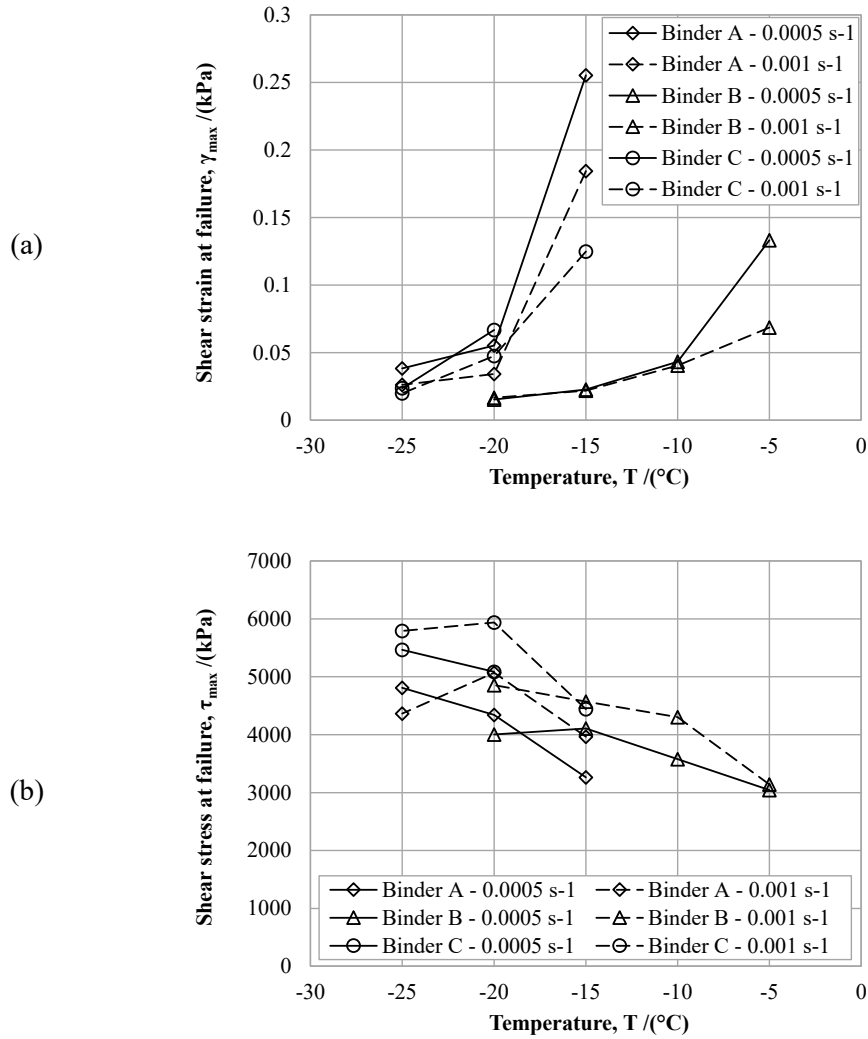 (a)
Shear strain at failure, γmax /(kPa)
0.3
0.25
0.2
0.15
0.1
0.05
0
Binder A - 0.0005 s-1
Binder A - 0.001 s-1
Binder B - 0.0005 s-1
Binder B - 0.001 s-1
Binder C - 0.0005 s-1
Binder C - 0.001 s-1
-30 -25 -20 -15 -10 -5 0
Temperature, T /(°C)
(b)
Shear stress at failure, τmax /(kPa)
7000
6000
5000
4000
3000
2000
1000
0
Binder A - 0.0005 s-1 Binder A - 0.001 s-1
Binder B - 0.0005 s-1 Binder B - 0.001 s-1
Binder C - 0.0005 s-1 Binder C - 0.001 s-1
-30 -25 -20 -15 -10 -5 0
Temperature, T /(°C)